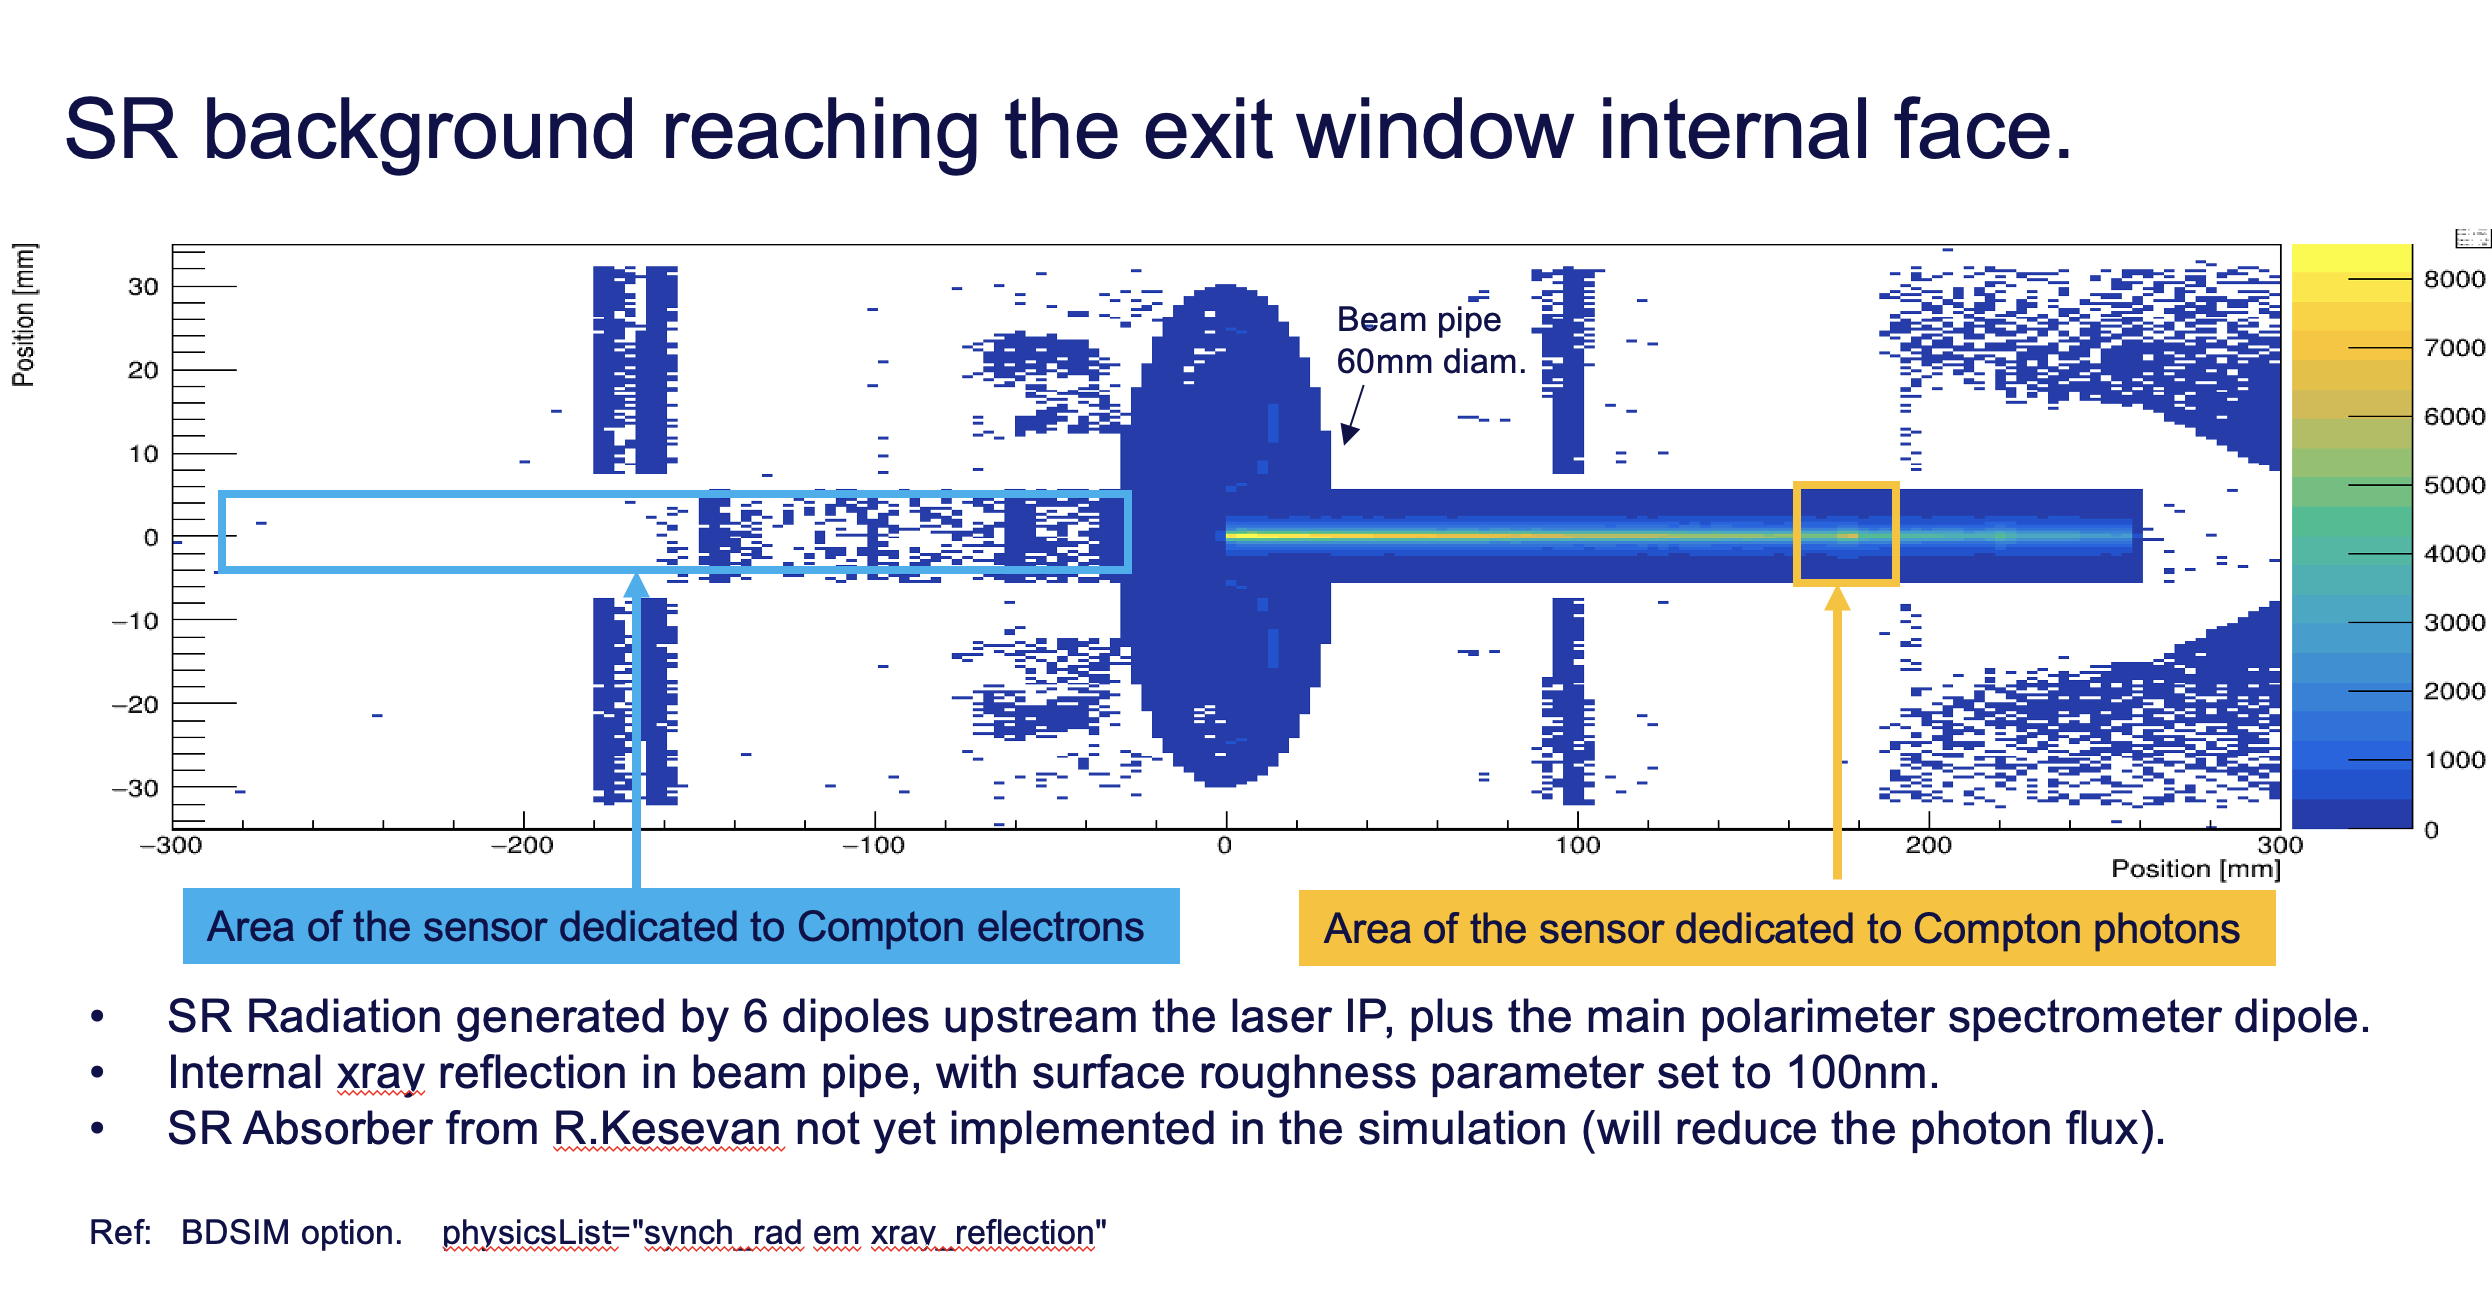 SR background reaching the exit window internal face.
Position [mm]
30
20
10
0
−10
−20
−30
Beam pipe
60mm diam.
8000
7000
6000
5000
4000
3000
2000
1000
0
−300
−200
−100
0
100
200
300
Position [mm]
Area of the sensor dedicated to Compton electrons
Area of the sensor dedicated to Compton photons
• SR Radiation generated by 6 dipoles upstream the laser IP, plus the main polarimeter spectrometer dipole.
• Internal xray reflection in beam pipe, with surface roughness parameter set to 100nm.
• SR Absorber from R.Kesevan not yet implemented in the simulation (will reduce the photon flux).
Ref: BDSIM option. physicsList="synch_rad em xray_reflection"